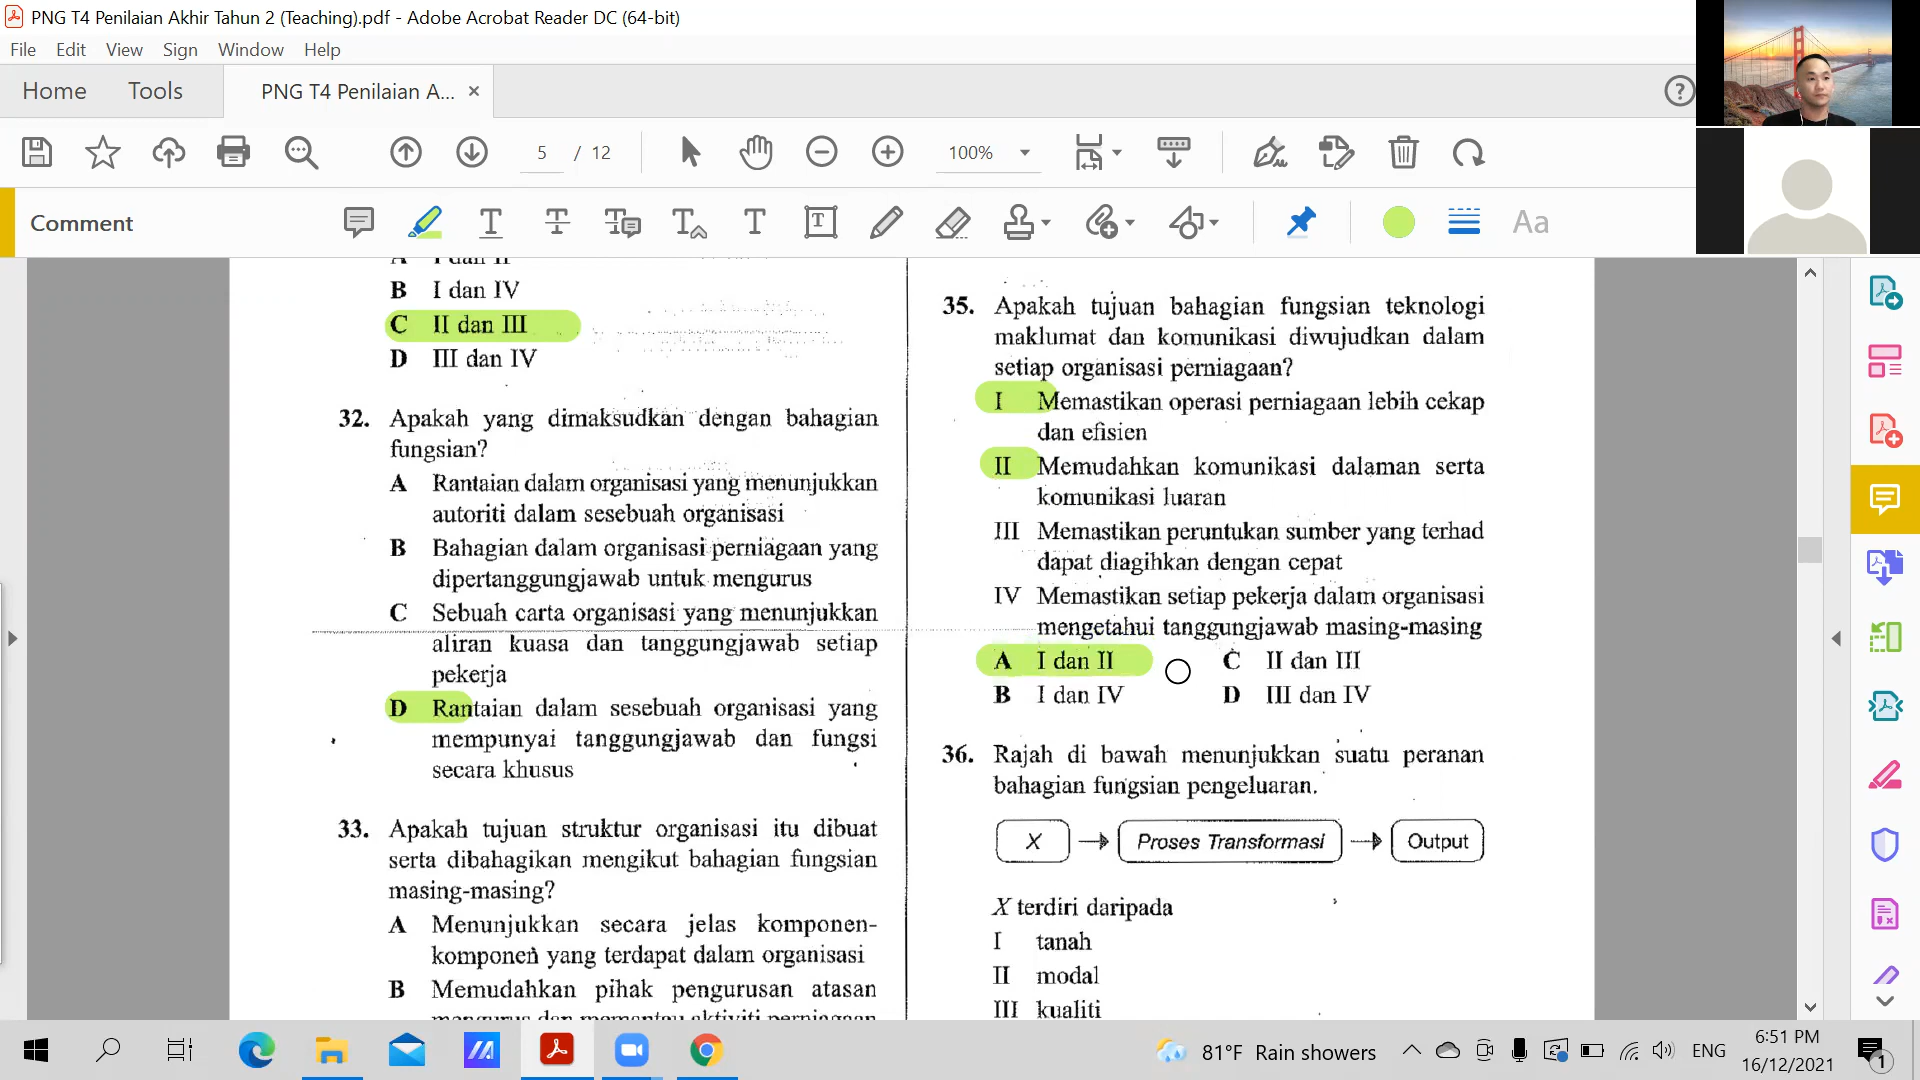 PNG T4 Penilaian Akhir Tahun 2 (Teaching).pdf - Adobe Acrobat Reader DC (64-bit)
File Edit View Sign Window Help
Home Tools PNG T4 Penilaian A... ×
5 / 12 100%
Comment
Aa
A I dan II
B I dan IV
C II dan III
D III dan IV
32. Apakah yang dimaksudkan dengan bahagian
fungsian?
A Rantaian dalam organisasi yang menunjukkan
autoriti dalam sesebuah organisasi
B Bahagian dalam organisasi perniagaan yang
dipertanggungjawab untuk mengurus
C Sebuah carta organisasi yang menunjukkan
aliran kuasa dan tanggungjawab setiap
pekerja
D Rantaian dalam sesebuah organisasi yang
mempunyai tanggungjawab dan fungsi
secara khusus
33. Apakah tujuan struktur organisasi itu dibuat
serta dibahagikan mengikut bahagian fungsian
masing-masing?
A Menunjukkan secara jelas komponen-
komponen yang terdapat dalam organisasi
B Memudahkan pihak pengurusan atasan
mengurus dan memantau aktiviti perniagaan
35. Apakah tujuan bahagian fungsian teknologi
maklumat dan komunikasi diwujudkan dalam
setiap organisasi perniagaan?
I Memastikan operasi perniagaan lebih cekap
dan efisien
II Memudahkan komunikasi dalaman serta
komunikasi luaran
III Memastikan peruntukan sumber yang terhad
dapat diagihkan dengan cepat
IV Memastikan setiap pekerja dalam organisasi
mengetahui tanggungjawab masing-masing
A I dan II C II dan III
B I dan IV D III dan IV
36. Rajah di bawah menunjukkan suatu peranan
bahagian fungsian pengeluaran.
X Proses Transformasi Output
X terdiri daripada
I tanah
II modal
III kualiti
81°F Rain showers ENG 6:51 PM
16/12/2021
1